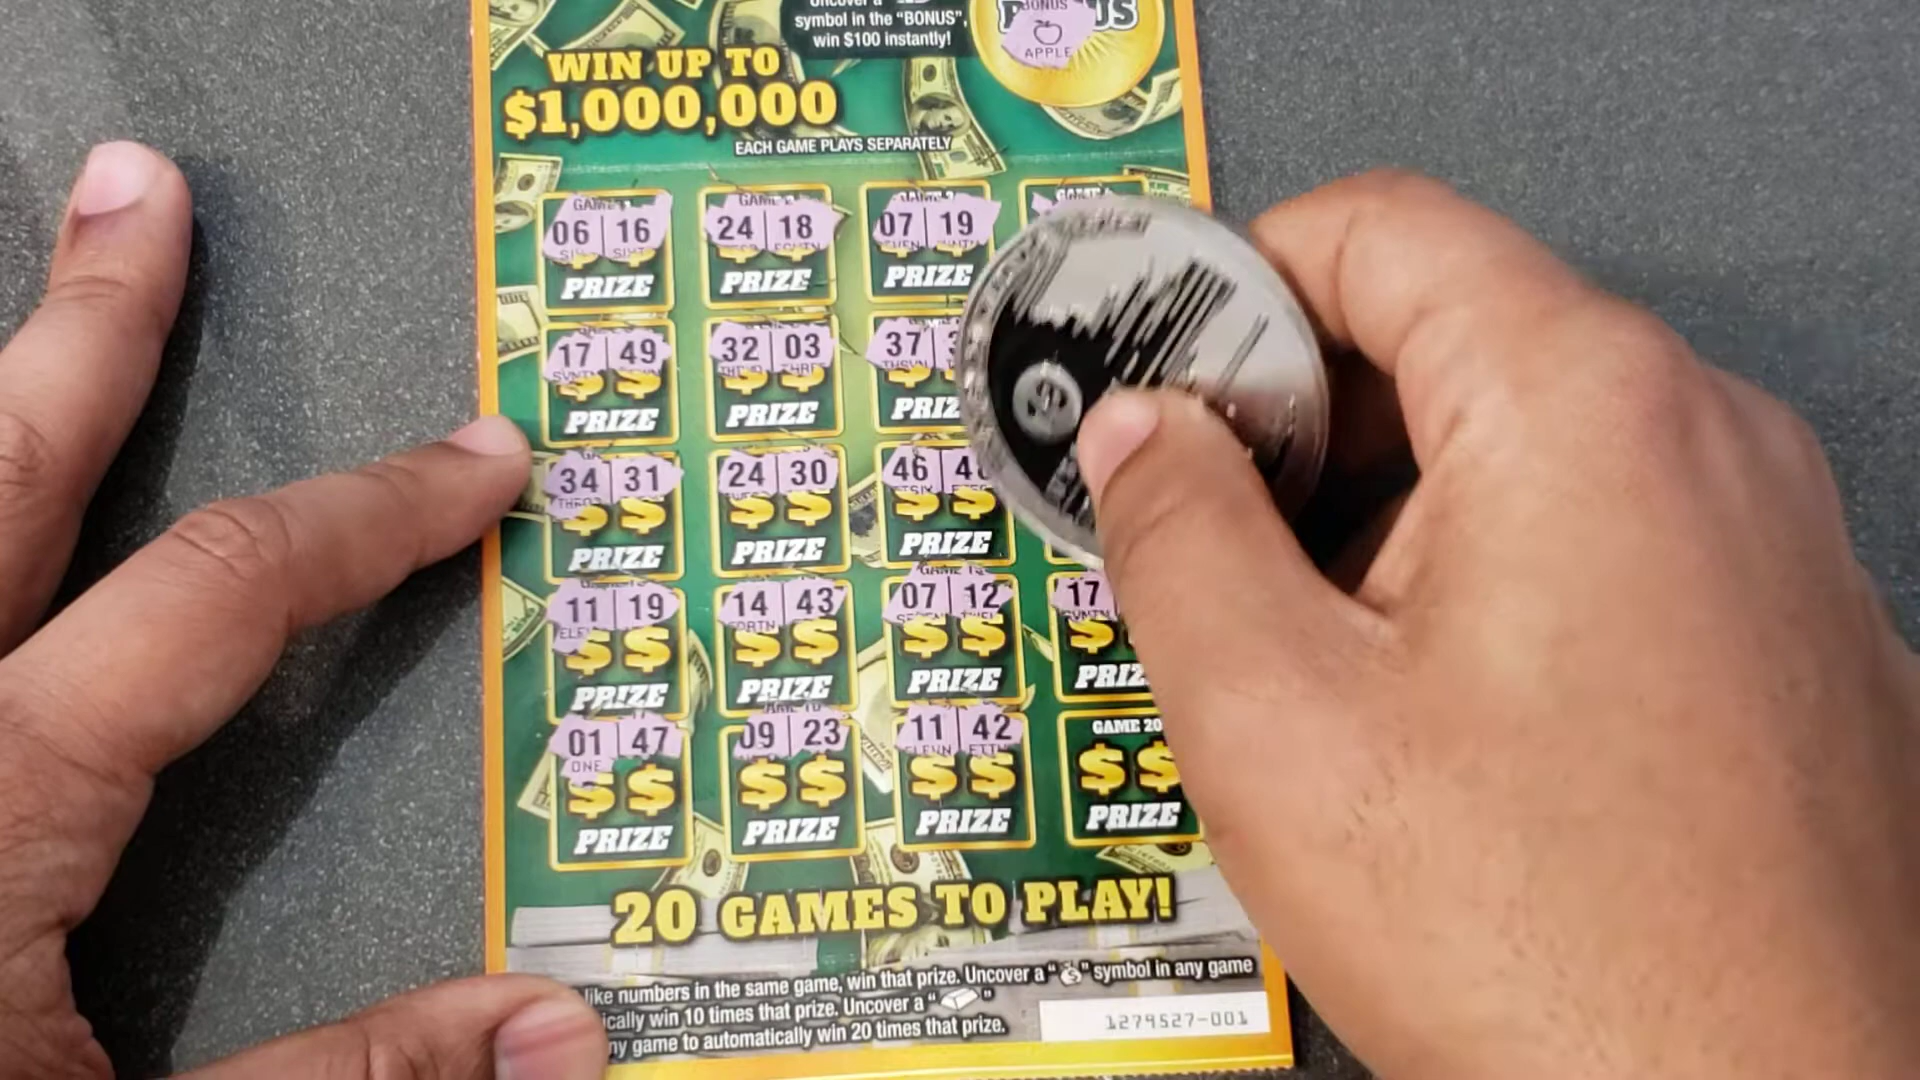 symbol in the "BONUS",
win $100 instantly!
BONUS
APPLE
WIN UP TO
$1,000,000
EACH GAME PLAYS SEPARATELY
06 16
24 18
07 19
PRIZE
PRIZE
PRIZE
17 49
32 03
37
PRIZE
PRIZE
34 31
24 30
46
$ $
$ $
$ $
PRIZE
PRIZE
PRIZE
11 19
14 43
07 12
17
$ $
$ $
$ $
$
PRIZE
PRIZE
PRIZE
01 47
09 23
11 42
GAME 20
ONE
$ $
$ $
$ $
$ $
PRIZE
PRIZE
PRIZE
PRIZE
20 GAMES TO PLAY!
like numbers in the same game, win that prize. Uncover a " " symbol in any game
win 10 times that prize. Uncover a " "
game to automatically win 20 times that prize.
1279527-001